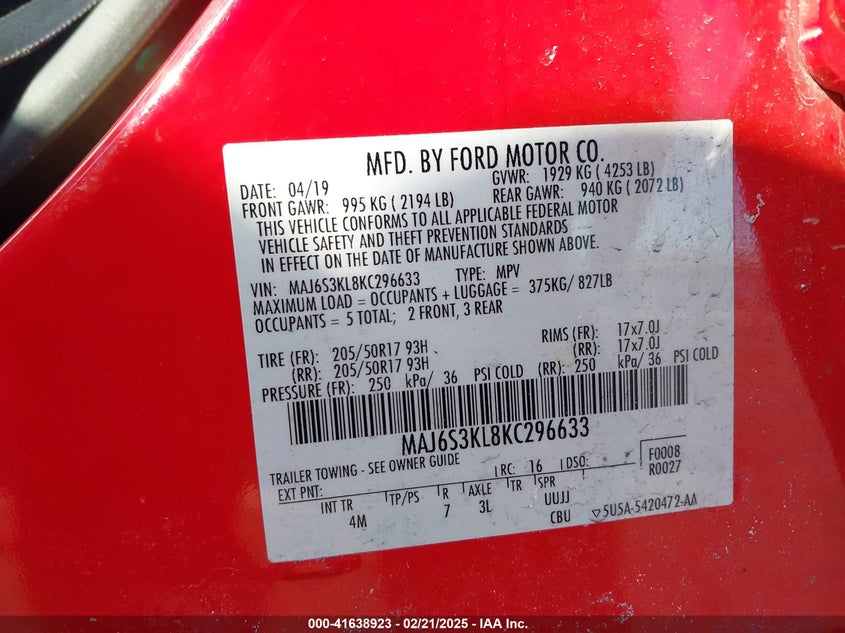 MFD. BY FORD MOTOR CO.
DATE: 04/19 GVWR: 1929 KG ( 4253 LB)
FRONT GAWR: 995 KG ( 2194 LB) REAR GAWR: 940 KG ( 2072 LB)
THIS VEHICLE CONFORMS TO ALL APPLICABLE FEDERAL MOTOR
VEHICLE SAFETY AND THEFT PREVENTION STANDARDS
IN EFFECT ON THE DATE OF MANUFACTURE SHOWN ABOVE.
VIN: MAJ6S3KL8KC296633 TYPE: MPV
MAXIMUM LOAD = OCCUPANTS + LUGGAGE = 375KG/ 827LB
OCCUPANTS = 5 TOTAL; 2 FRONT, 3 REAR
TIRE (FR): 205/50R17 93H RIMS (FR): 17x7.0J
(RR): 205/50R17 93H (RR): 17x7.0J
PRESSURE (FR): 250 kPa/ 36 PSI COLD (RR): 250 kPa/ 36 PSI COLD
MAJ6S3KL8KC296633
TRAILER TOWING - SEE OWNER GUIDE
RC: 16 DSO: F0008
R0027
EXT PNT: INT TR TP/PS R AXLE TR SPR
4M 7 3L UUJJ
CBU ▽5U5A-5420472-AA
000-41638923 / 02/21/2025 - IAA Inc.